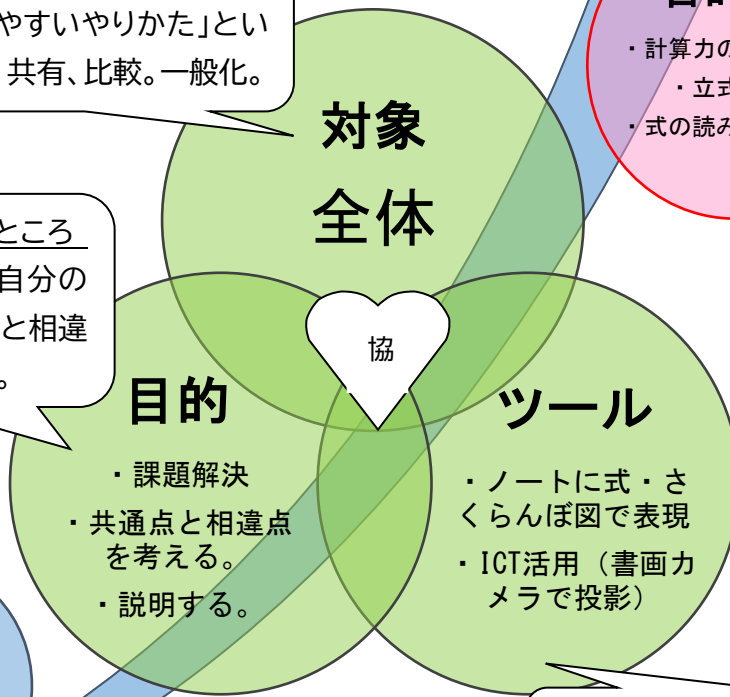 やすいやりかた」とい
共有、比較。一般化。
・計算力の
・立式
・式の読み
対象
全体
ところ
自分の
と相違
。
協
目的
・課題解決
・共通点と相違点
を考える。
・説明する。
ツール
・ノートに式・さ
くらんぼ図で表現
・ICT活用（書画カ
メラで投影）